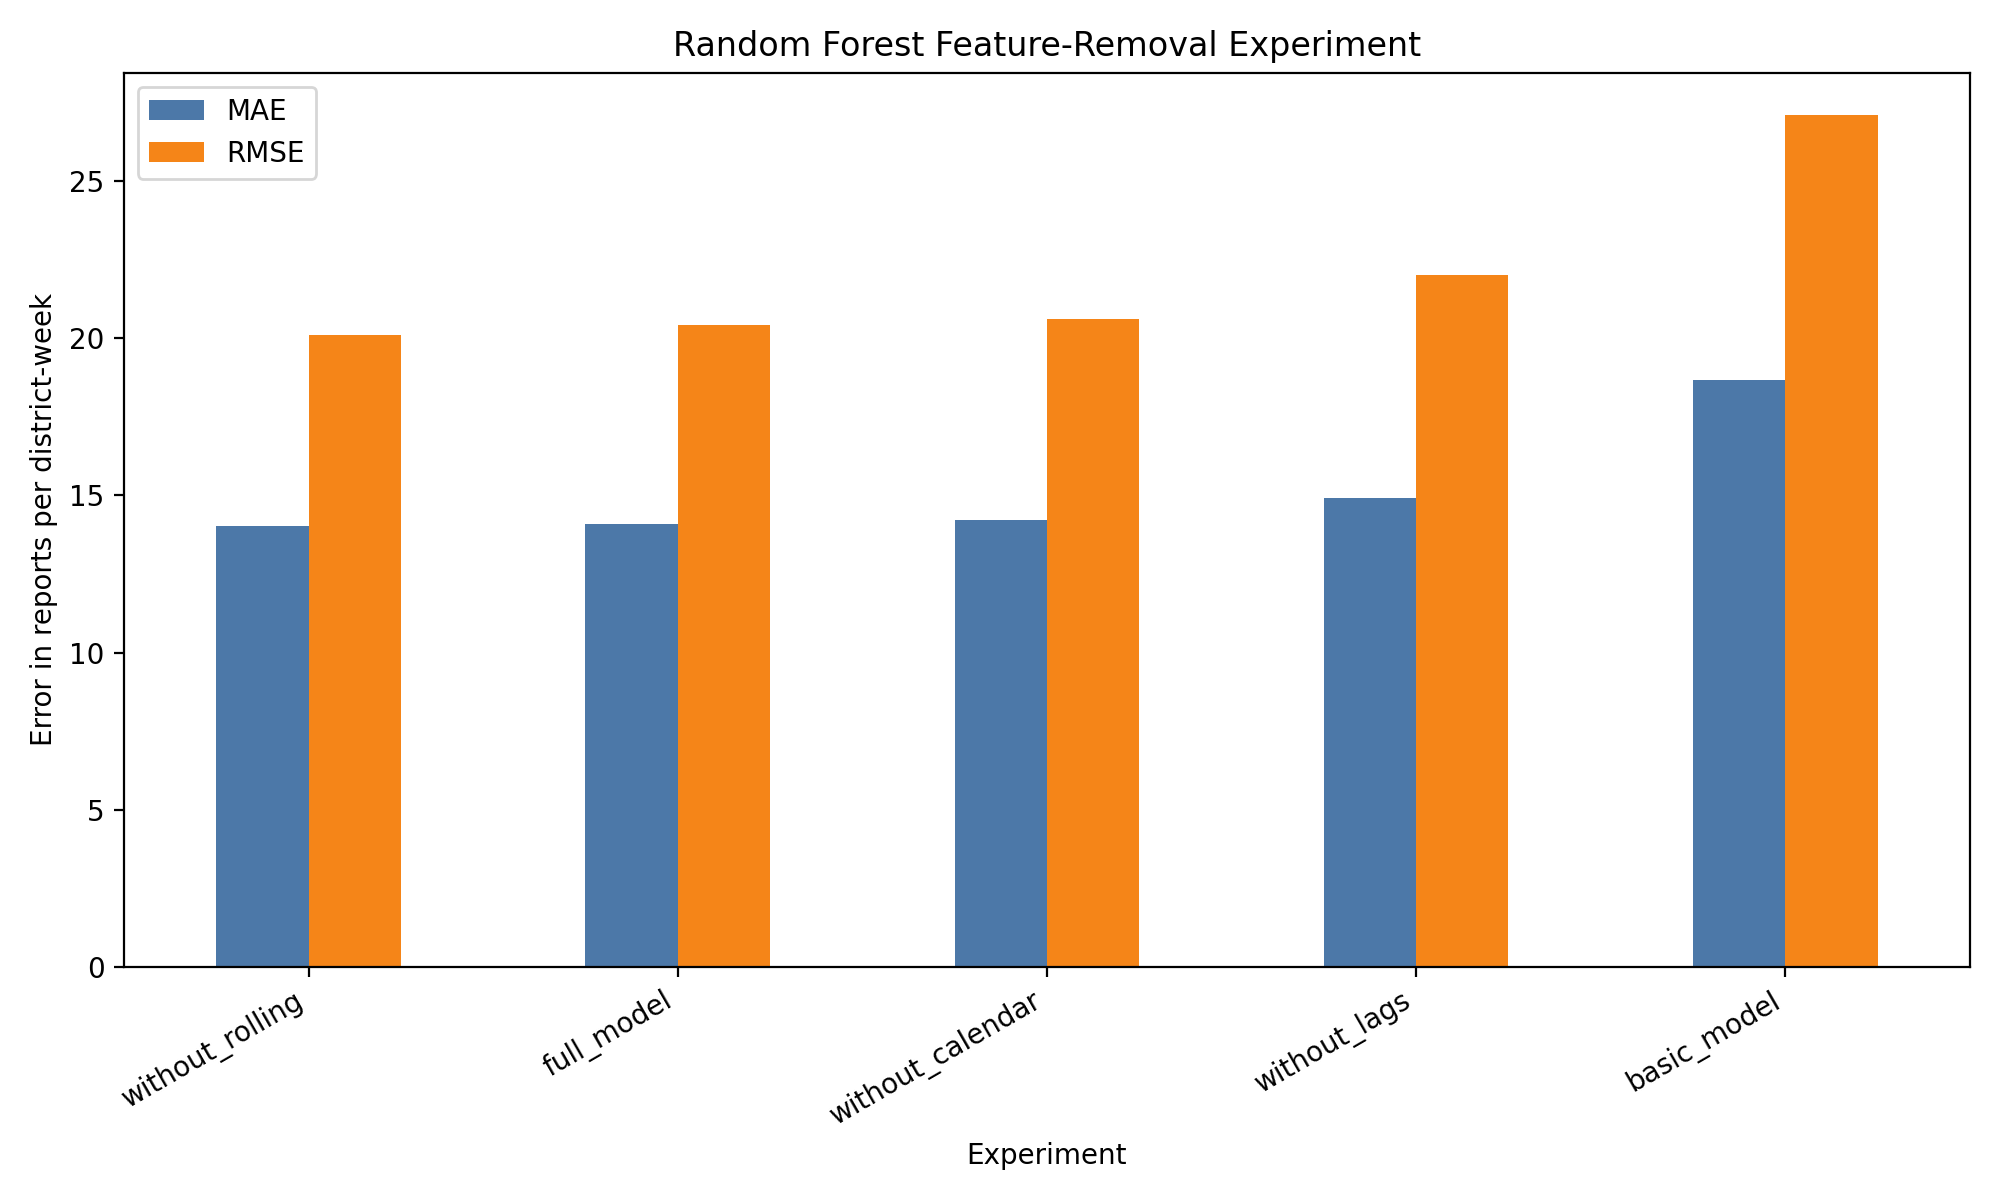 Random Forest Feature-Removal Experiment
MAE
RMSE
Error in reports per district-week
25
20
15
10
5
0
without_rolling
full_model
without_calendar
without_lags
basic_model
Experiment